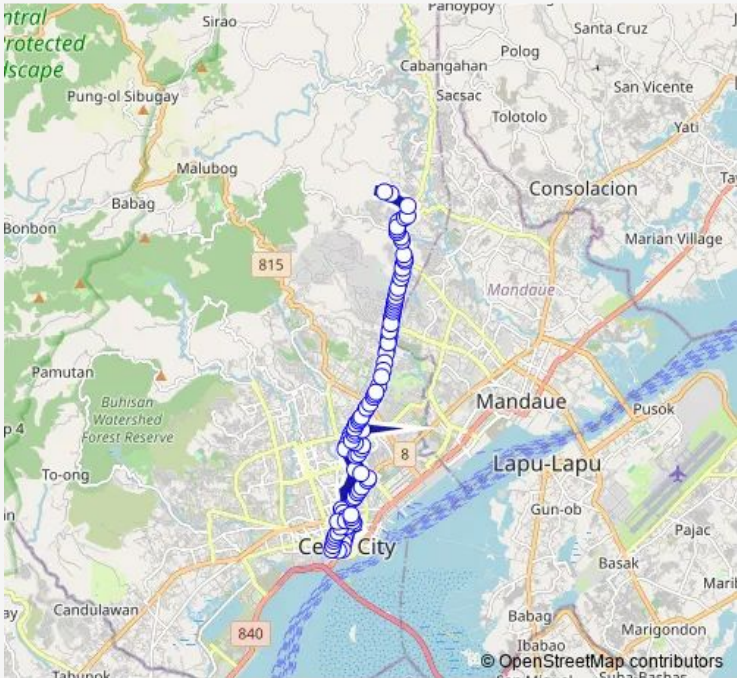 ntral
Protected
dscape
Sirao
Panoypoy
Santa Cruz
Polog
Cabangahan
Sacsac
San Vicente
Pung-ol Sibugay
Tolotolo
Yati
Malubog
Babag
Consolacion
Bonbon
Marian Village
815
Mandaue
Pamutan
Buhisan
Watershed
Forest Reserve
Mandaue
Pusok
p 4
8
To-ong
Lapu-Lapu
Gun-ob
Pajac
City
Basak
Candulawan
Babag
840
Marigondon
Ibabao
© OpenStreetMap contributors